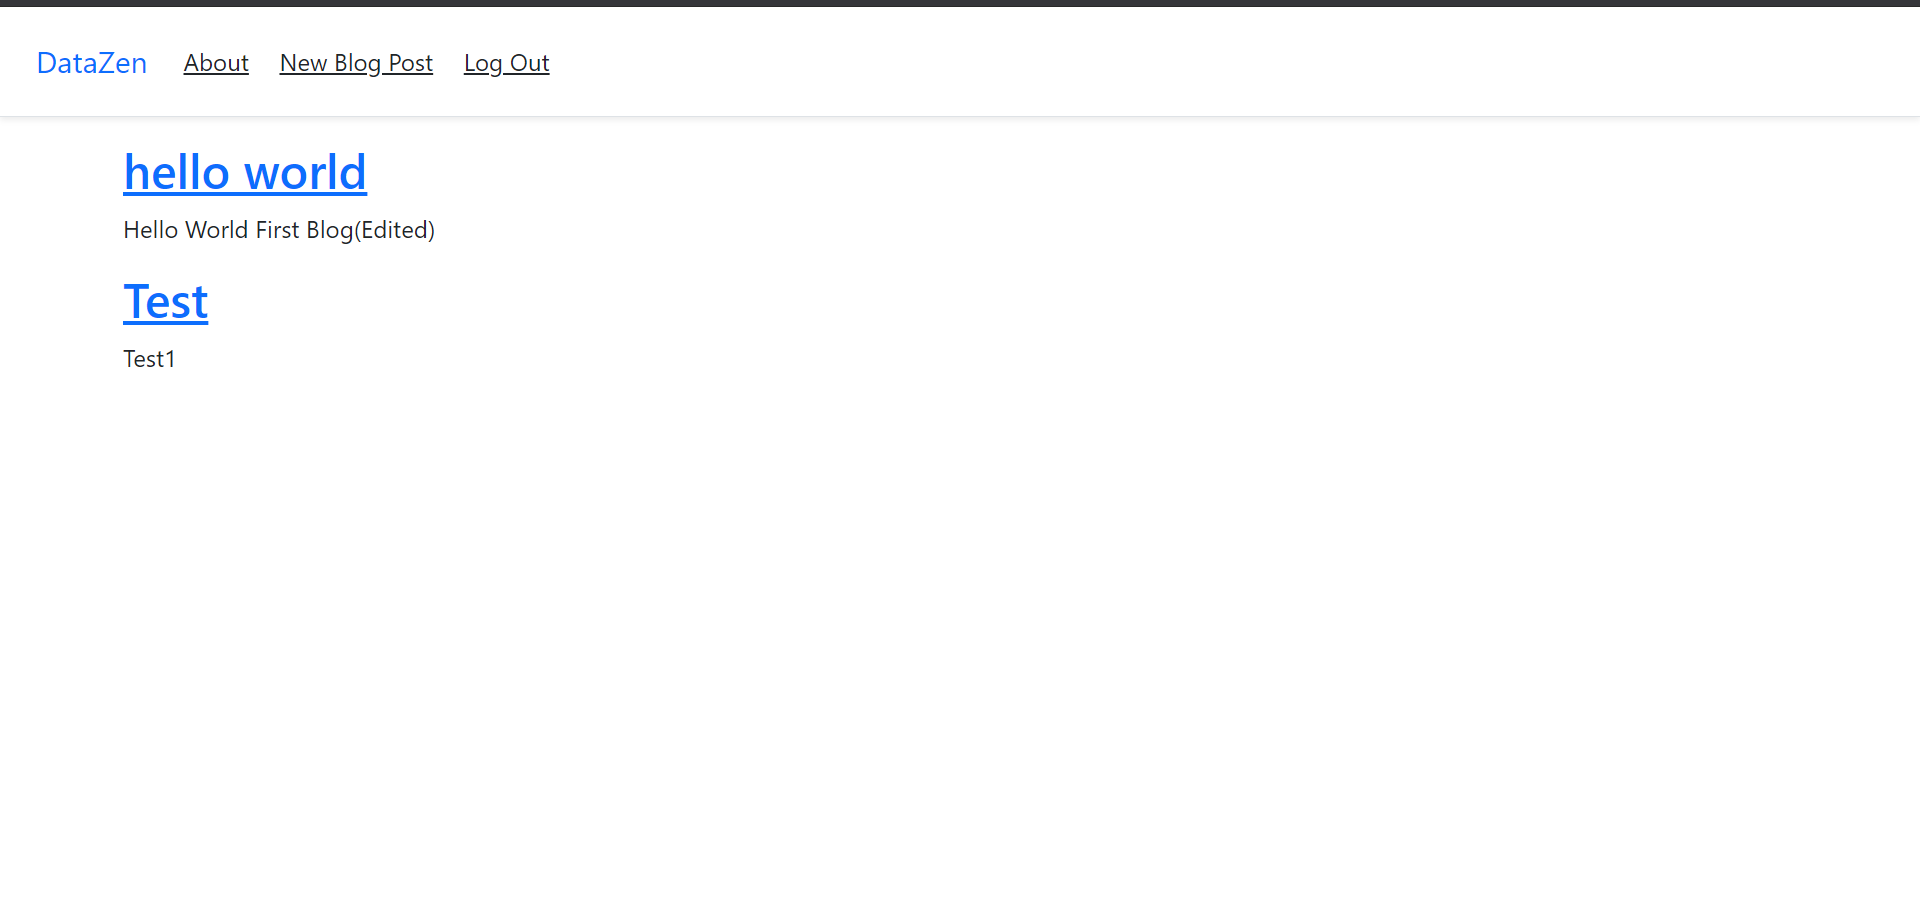 DataZen About New Blog Post Log Out
hello world
Hello World First Blog(Edited)
Test
Test1